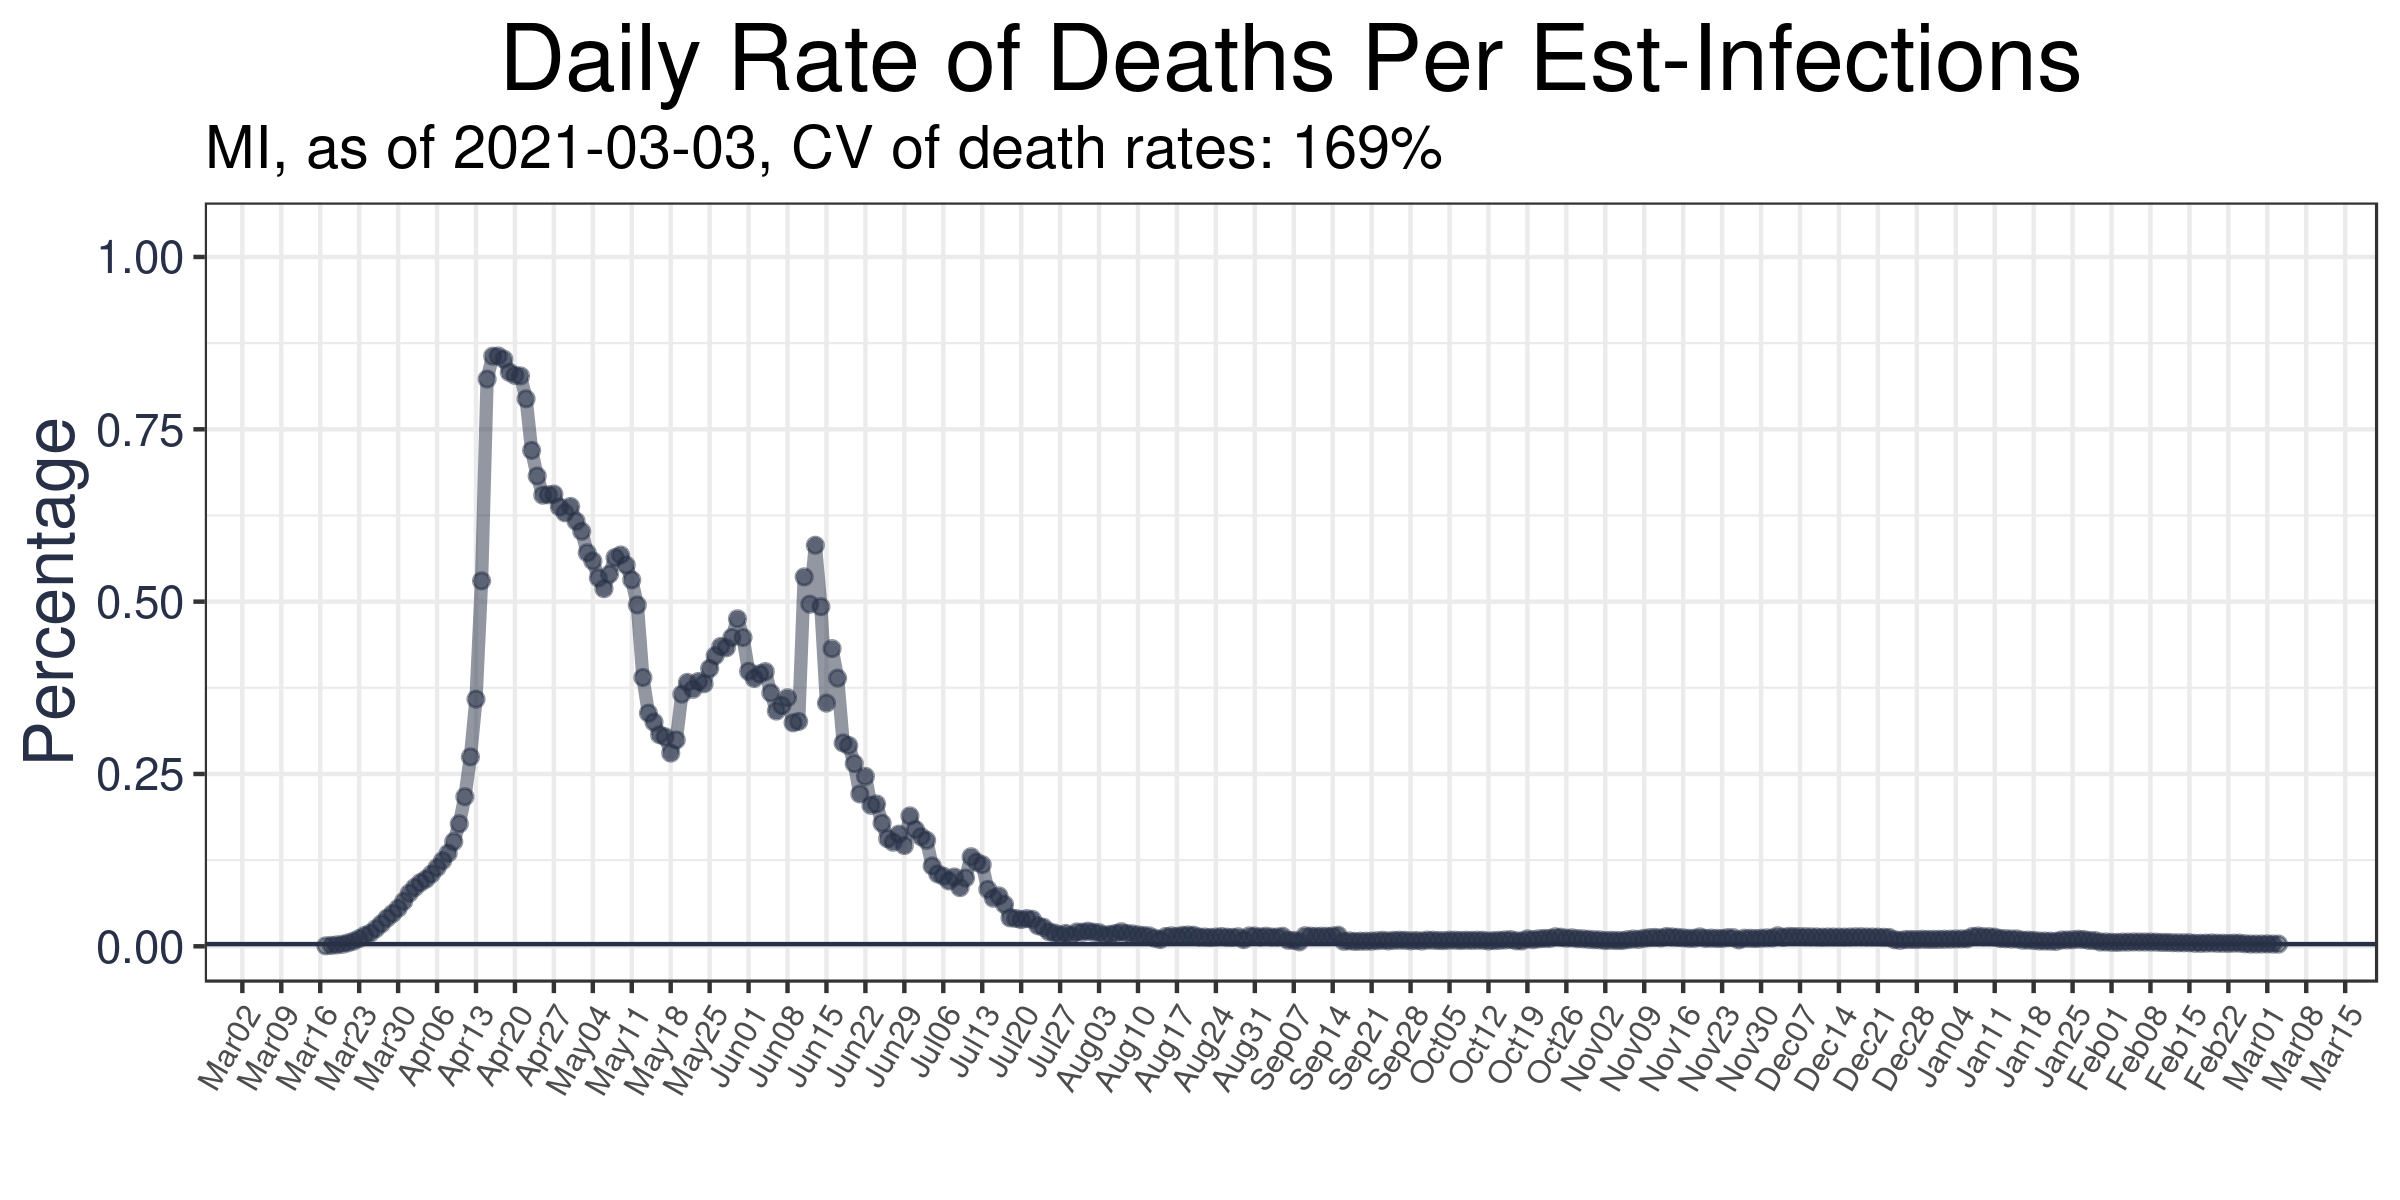 Daily Rate of Deaths Per Est-Infections
MI, as of 2021-03-03, CV of death rates: 169%
Percentage
1.00
0.75
0.50
0.25
0.00
Mar02
Mar09
Mar16
Mar23
Mar30
Apr06
Apr13
Apr20
Apr27
May04
May11
May18
May25
Jun01
Jun08
Jun15
Jun22
Jun29
Jul06
Jul13
Jul20
Jul27
Aug03
Aug10
Aug17
Aug24
Aug31
Sep07
Sep14
Sep21
Sep28
Oct05
Oct12
Oct19
Oct26
Nov02
Nov09
Nov16
Nov23
Nov30
Dec07
Dec14
Dec21
Dec28
Jan04
Jan11
Jan18
Jan25
Feb01
Feb08
Feb15
Feb22
Mar01
Mar08
Mar15